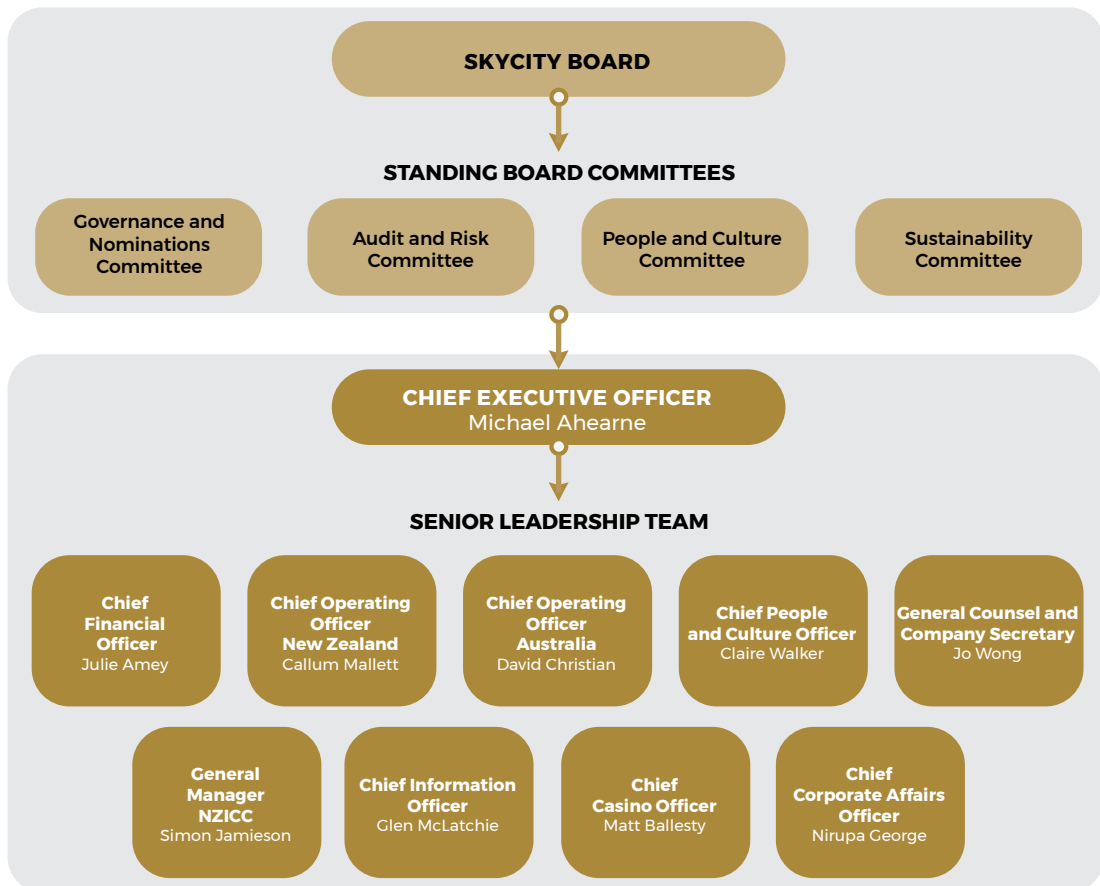 SKYCITY BOARD
STANDING BOARD COMMITTEES
Governance and
Nominations
Committee
Audit and Risk
Committee
People and Culture
Committee
Sustainability
Committee
CHIEF EXECUTIVE OFFICER
Michael Ahearne
SENIOR LEADERSHIP TEAM
Chief
Financial
Officer
Julie Amey
Chief Operating
Officer
New Zealand
Callum Mallett
Chief Operating
Officer
Australia
David Christian
Chief People
and Culture Officer
Claire Walker
General Counsel and
Company Secretary
Jo Wong
General
Manager
NZICC
Simon Jamieson
Chief Information
Officer
Glen McLatchie
Chief
Casino Officer
Matt Ballesty
Chief
Corporate Affairs
Officer
Nirupa George